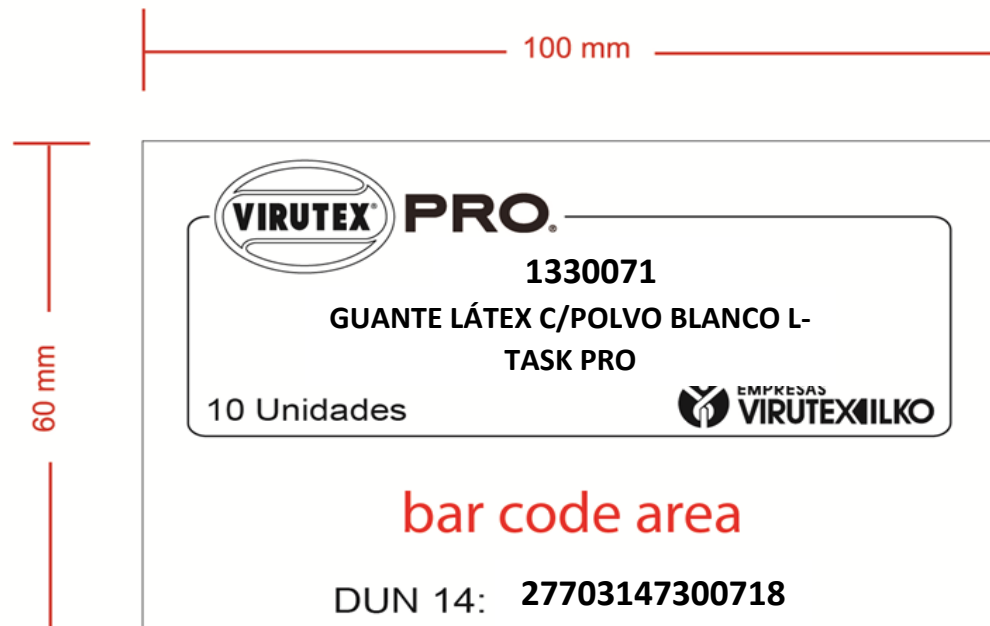 100 mm
60 mm
VIRUTEX® PRO®
1330071
GUANTE LÁTEX C/POLVO BLANCO L-
TASK PRO
10 Unidades
EMPRESAS
VIRUTEX ILKO
bar code area
DUN 14: 27703147300718